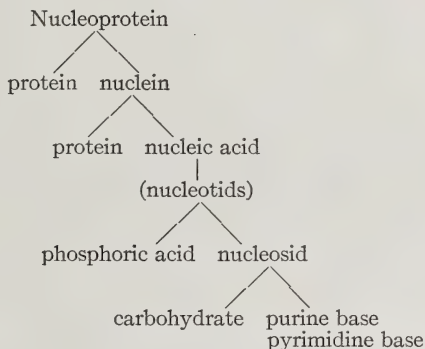 Nucleoprotein
protein nuclein
protein nucleic acid
(nucleotids)
phosphoric acid nucleosid
carbohydrate purine base
pyrimidine base